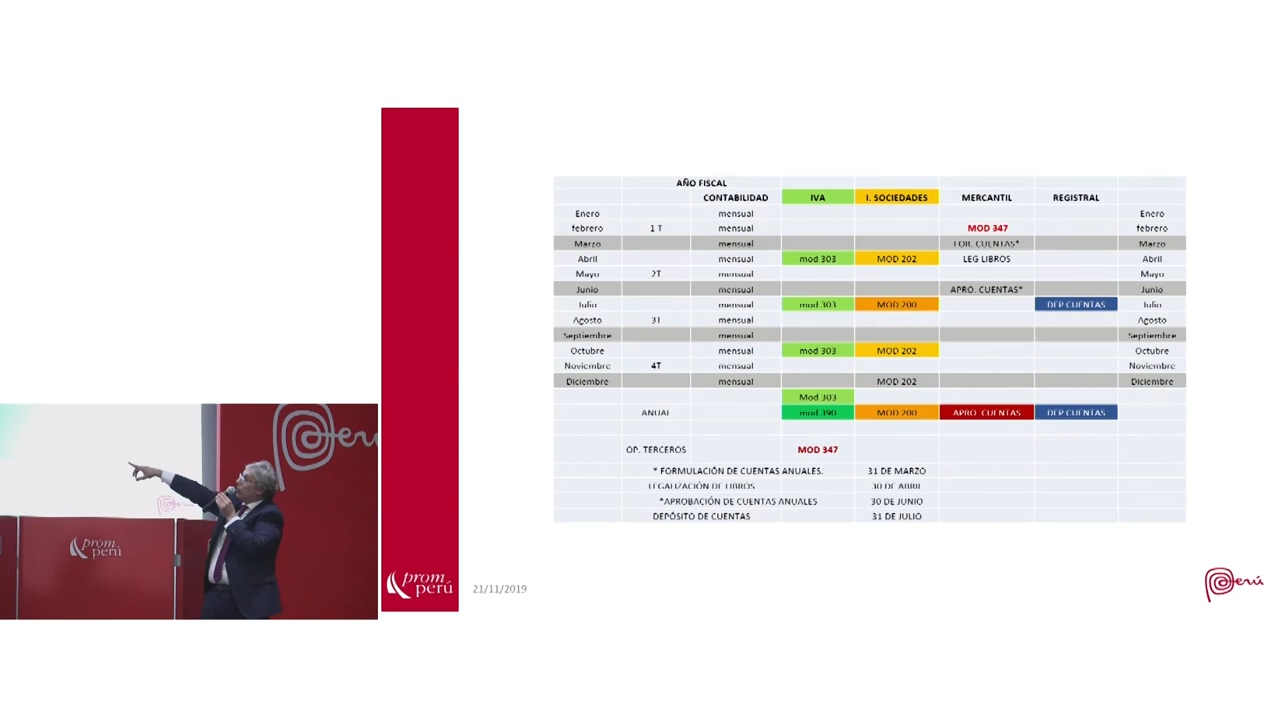 AÑO FISCAL
CONTABILIDAD IVA I. SOCIEDADES MERCANTIL REGISTRAL
Enero mensual Enero
febrero 1 T mensual MOD 347 febrero
Marzo mensual FOR. CUENTAS* Marzo
Abril mensual mod 303 MOD 202 LEG LIBROS Abril
Mayo 2T mensual Mayo
Junio mensual APRO. CUENTAS* Junio
Julio mensual mod 303 MOD 200 DEP CUENTAS Julio
Agosto 3T mensual Agosto
Septiembre mensual Septiembre
Octubre mensual mod 303 MOD 202 Octubre
Noviembre 4T mensual Noviembre
Diciembre mensual MOD 202 Diciembre
Mod 303
ANUAL mod 390 MOD 200 APRO. CUENTAS DEP CUENTAS
OP. TERCEROS MOD 347
* FORMULACIÓN DE CUENTAS ANUALES. 31 DE MARZO
LEGALIZACIÓN DE LIBROS 30 DE ABRIL
*APROBACIÓN DE CUENTAS ANUALES 30 DE JUNIO
DEPÓSITO DE CUENTAS 31 DE JULIO
Perú
prom
perú
prom
perú
21/11/2019
Perú